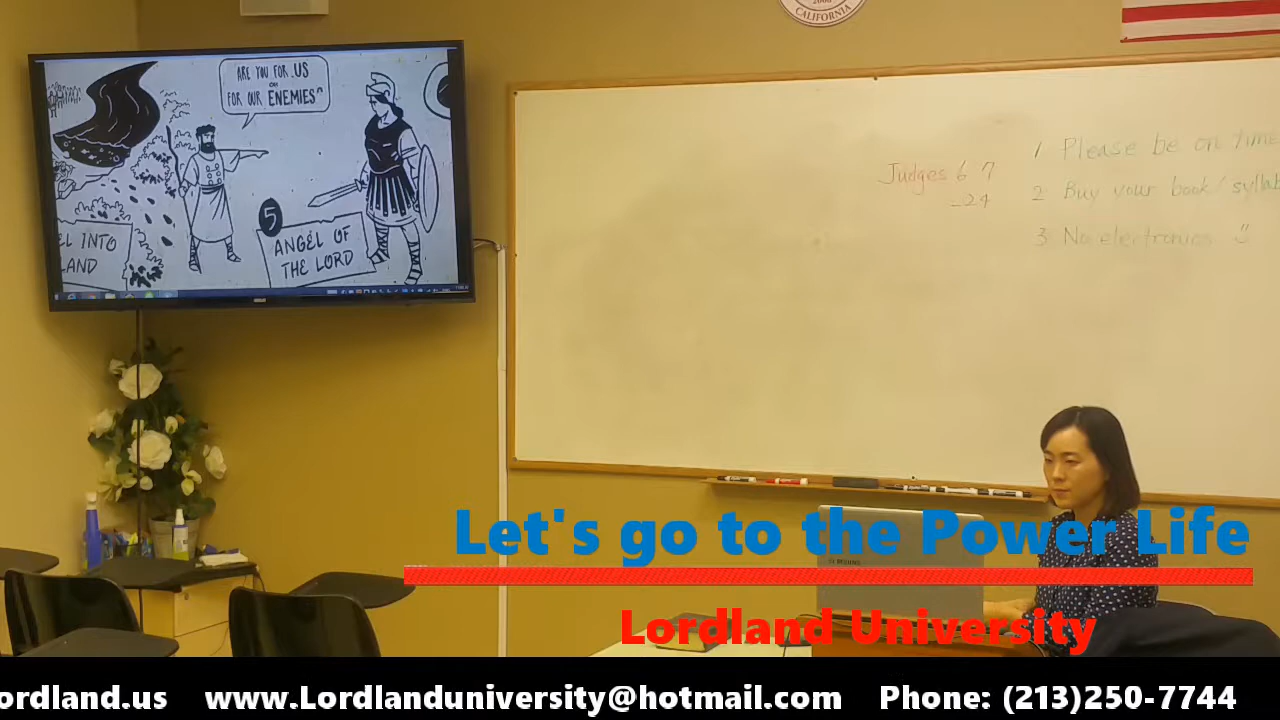 CALIFORNIA
ARE YOU FOR US
OR
FOR OUR ENEMIES"
5
ANGEL OF
THE LORD
EL INTO
LAND
Judges 6 7
-24
1 Please be on time
2 Buy your book/syllab
3 No electronics
Let's go to the Power Life
Lordland University
ordland.us www.Lordlanduniversity@hotmail.com Phone: (213)250-7744